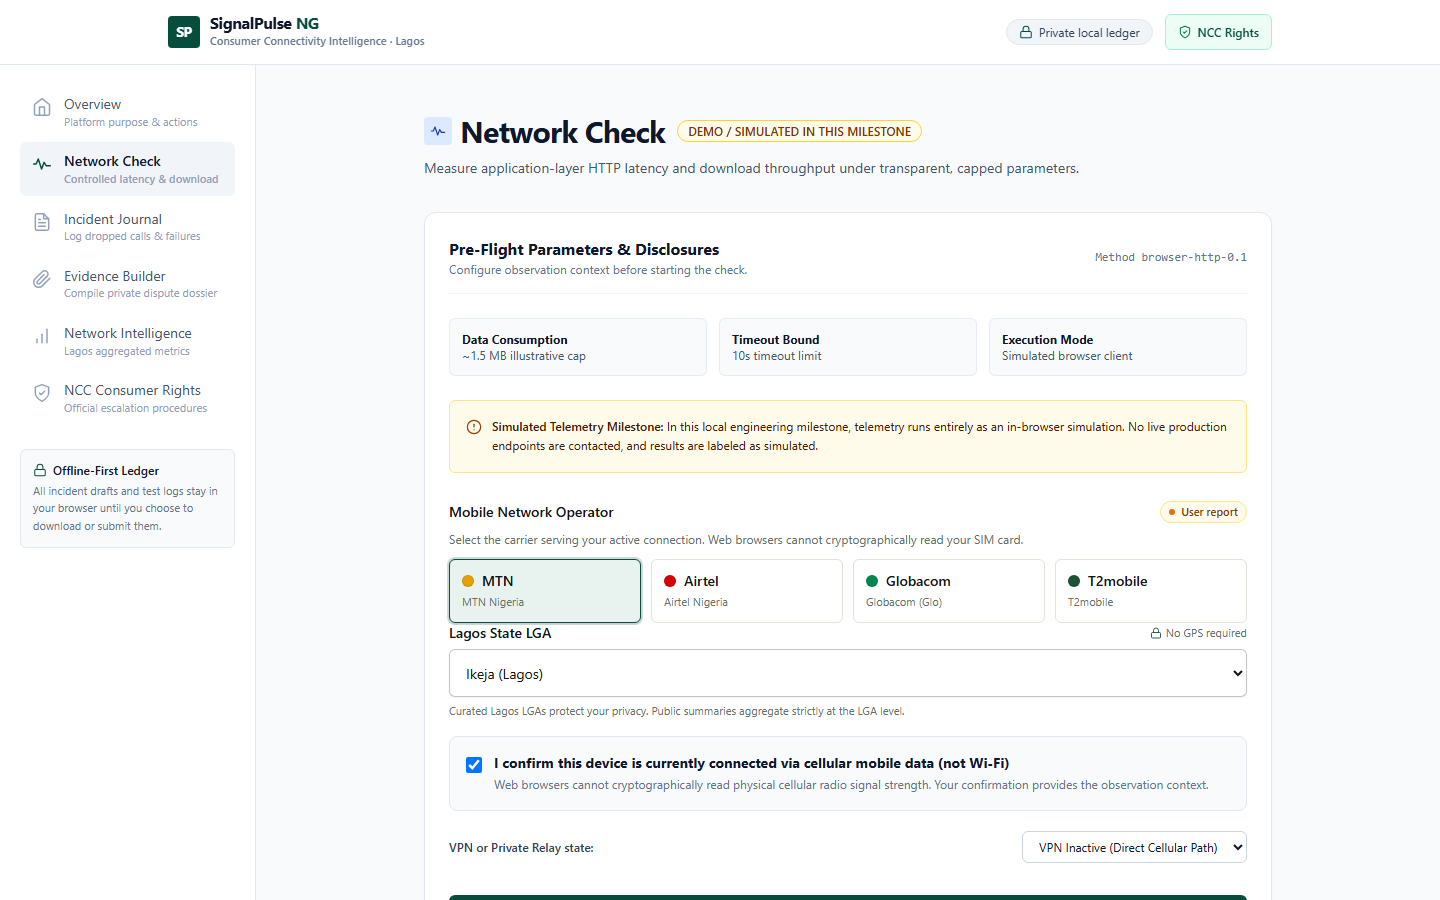 SP
SignalPulse NG
Consumer Connectivity Intelligence · Lagos
Private local ledger
NCC Rights
Overview
Platform purpose & actions
Network Check
Controlled latency & download
Incident Journal
Log dropped calls & failures
Evidence Builder
Compile private dispute dossier
Network Intelligence
Lagos aggregated metrics
NCC Consumer Rights
Official escalation procedures
Offline-First Ledger
All incident drafts and test logs stay in
your browser until you choose to
download or submit them.
Network Check
DEMO / SIMULATED IN THIS MILESTONE
Measure application-layer HTTP latency and download throughput under transparent, capped parameters.
Pre-Flight Parameters & Disclosures
Configure observation context before starting the check.
Method browser-http-0.1
Data Consumption
~1.5 MB illustrative cap
Timeout Bound
10s timeout limit
Execution Mode
Simulated browser client
Simulated Telemetry Milestone: In this local engineering milestone, telemetry runs entirely as an in-browser simulation. No live production
endpoints are contacted, and results are labeled as simulated.
Mobile Network Operator
User report
Select the carrier serving your active connection. Web browsers cannot cryptographically read your SIM card.
MTN
MTN Nigeria
Airtel
Airtel Nigeria
Globacom
Globacom (Glo)
T2mobile
T2mobile
Lagos State LGA
No GPS required
Ikeja (Lagos)
Curated Lagos LGAs protect your privacy. Public summaries aggregate strictly at the LGA level.
I confirm this device is currently connected via cellular mobile data (not Wi-Fi)
Web browsers cannot cryptographically read physical cellular radio signal strength. Your confirmation provides the observation context.
VPN or Private Relay state:
VPN Inactive (Direct Cellular Path)